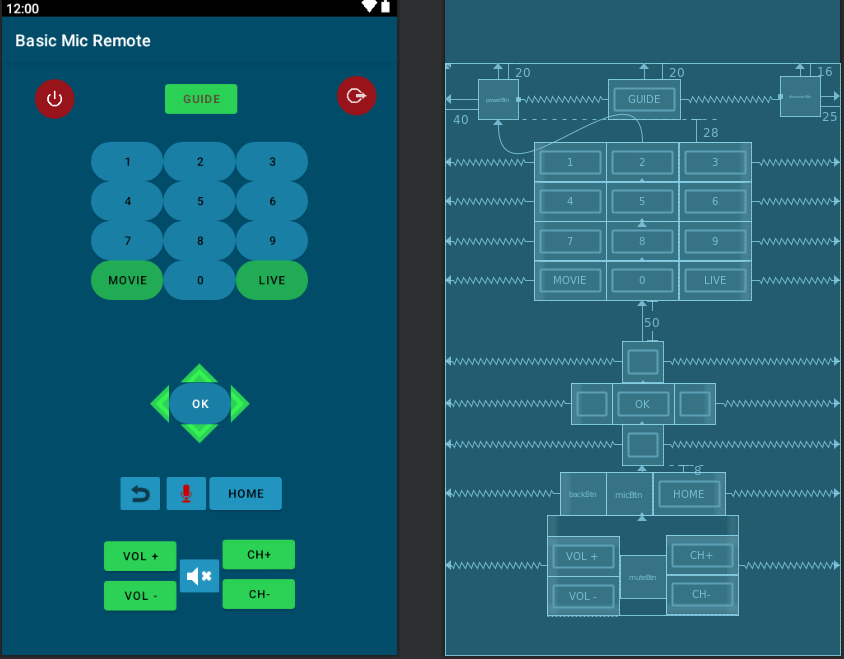 12:00
Basic Mic Remote
GUIDE
1 2 3
4 5 6
7 8 9
MOVIE 0 LIVE
OK
HOME
VOL + CH+
VOL - CH-
20 20 16
powerBtn GUIDE
40 25
28
1 2 3
4 5 6
7 8 9
MOVIE 0 LIVE
50
OK
8
backBtn micBtn HOME
VOL + CH+
muteBtn
VOL - CH-